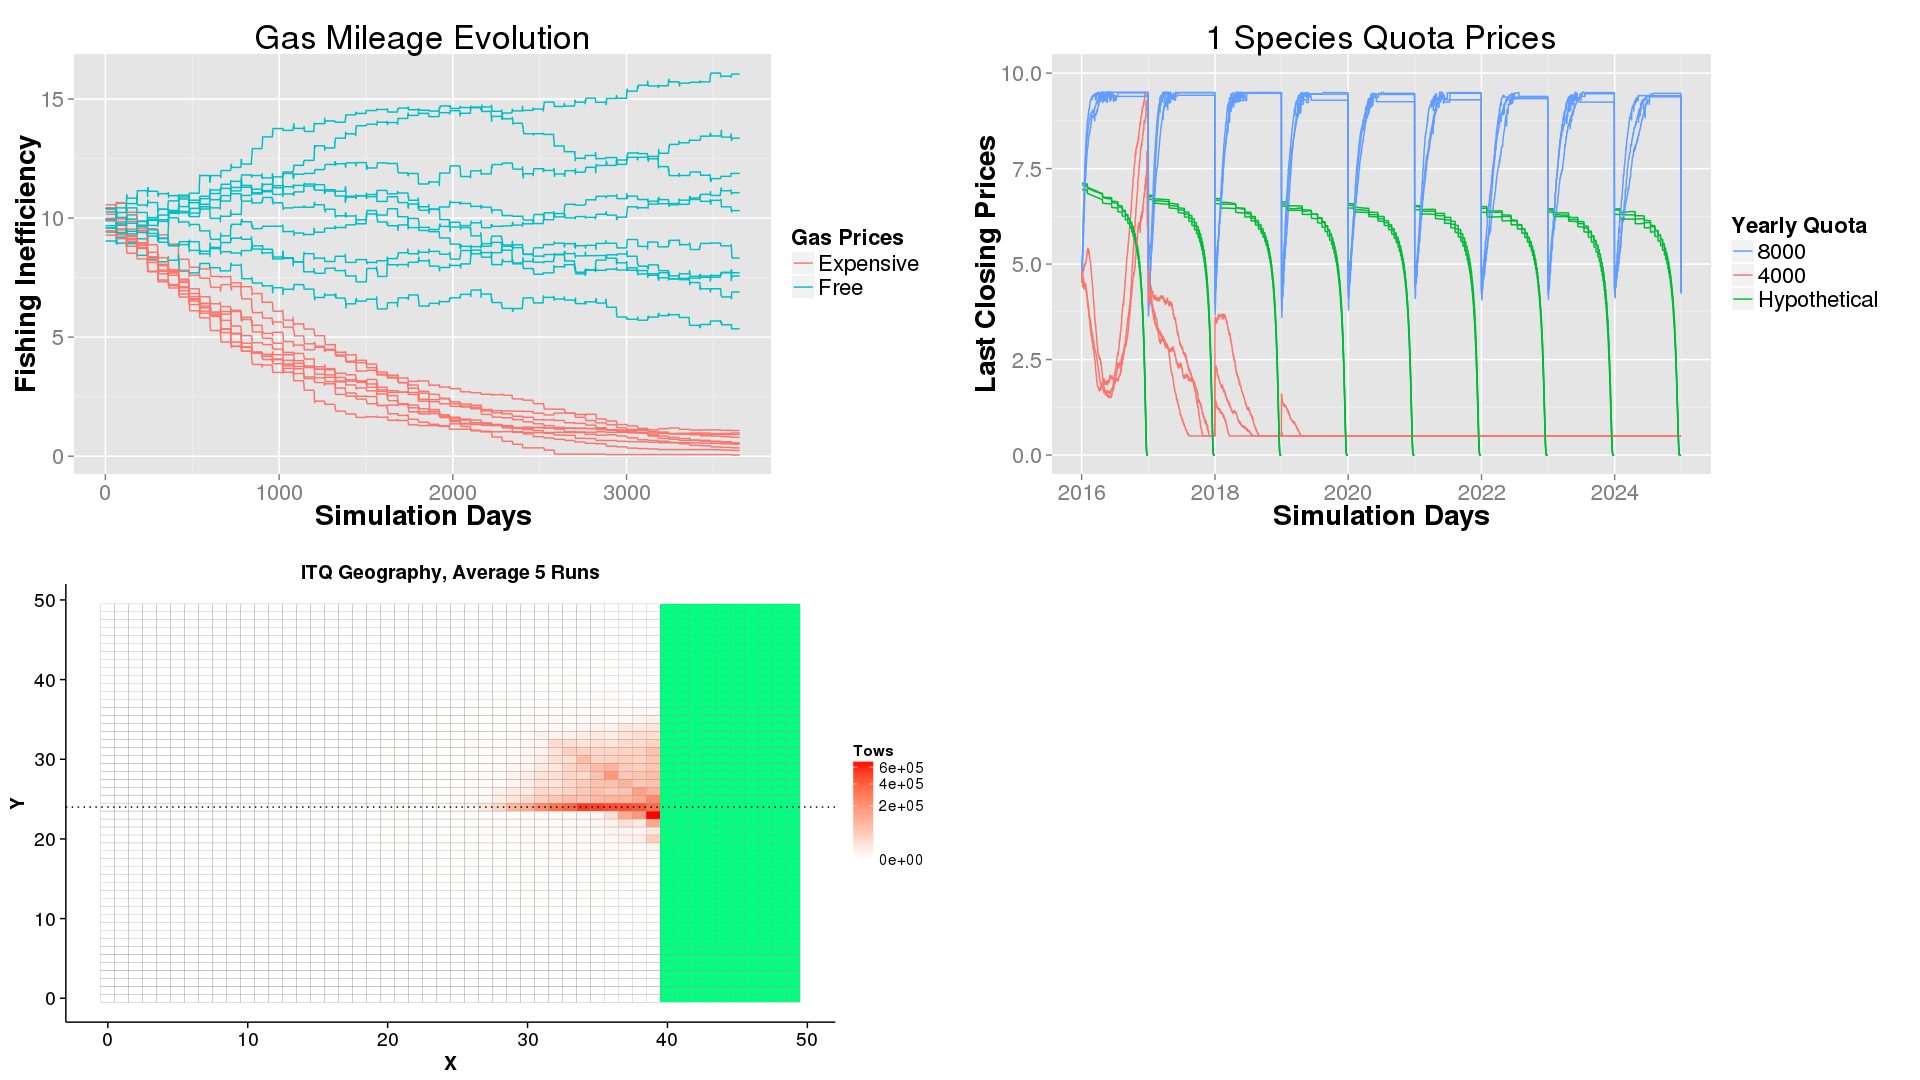 Gas Mileage Evolution
Fishing Inefficiency
15
10
5
0
0 1000 2000 3000
Simulation Days
Gas Prices
Expensive
Free
1 Species Quota Prices
Last Closing Prices
10.0
7.5
5.0
2.5
0.0
2016 2018 2020 2022 2024
Simulation Days
Yearly Quota
8000
4000
Hypothetical
ITQ Geography, Average 5 Runs
Y
50
40
30
20
10
0
0 10 20 30 40 50
X
Tows
6e+05
4e+05
2e+05
0e+00